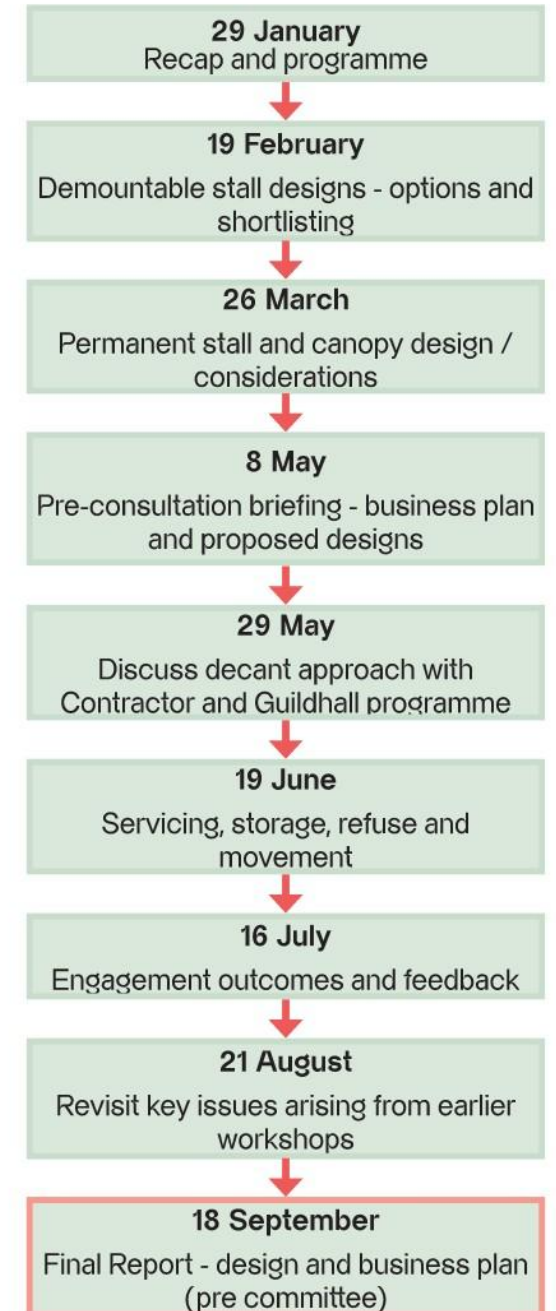 29 January
Recap and programme
19 February
Demountable stall designs - options and
shortlisting
26 March
Permanent stall and canopy design /
considerations
8 May
Pre-consultation briefing - business plan
and proposed designs
29 May
Discuss decant approach with
Contractor and Guildhall programme
19 June
Servicing, storage, refuse and
movement
16 July
Engagement outcomes and feedback
21 August
Revisit key issues arising from earlier
workshops
18 September
Final Report - design and business plan
(pre committee)